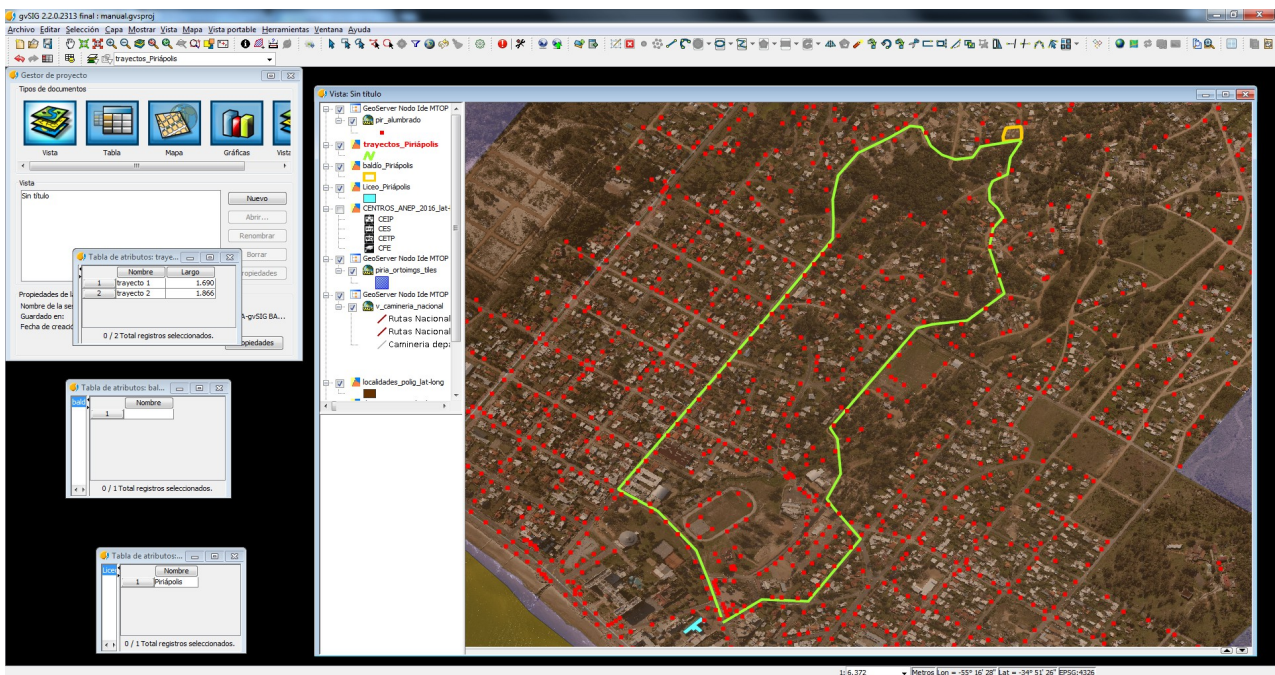 gvSIG 2.2.0.2313 final : manual.gvsproj
Archivo Editar Selección Capa Mostrar Vista Mapa Vista portable Herramientas Ventana Ayuda
trayectos_Piriápolis
Gestor de proyecto
Tipos de documentos
Vista Tabla Mapa Gráficas Vista
Vista
Sin título
Nuevo
Abrir...
Renombrar
Borrar
Propiedades de la
Nombre de la se
Guardado en:
A-gvSIG BA...
Fecha de creació
Tabla de atributos: traye...
Nombre Largo
1 trayecto 1 1.690
2 trayecto 2 1.866
0 / 2 Total registros seleccionados.
Tabla de atributos: bal...
bald
Nombre
1
0 / 1 Total registros seleccionados.
Tabla de atributos:...
Lice
Nombre
1 Piriápolis
0 / 1 Total registros seleccionados.
Vista: Sin título
GeoServer Nodo Ide MTOP
pir_alumbrado
trayectos_Piriápolis
baldío_Piriápolis
Liceo_Piriápolis
CENTROS_ANEP_2016_lat-
CEIP
CES
CETP
CFE
GeoServer Nodo Ide MTOP
piria_ortoimgs_tiles
GeoServer Nodo Ide MTOP
v_camineria_nacional
Rutas Nacional
Rutas Nacional
Camineria depa
localidades_polig_lat-long
1: 6.372 Metros Lon = -55° 16' 28" Lat = -34° 51' 26" EPSG:4326